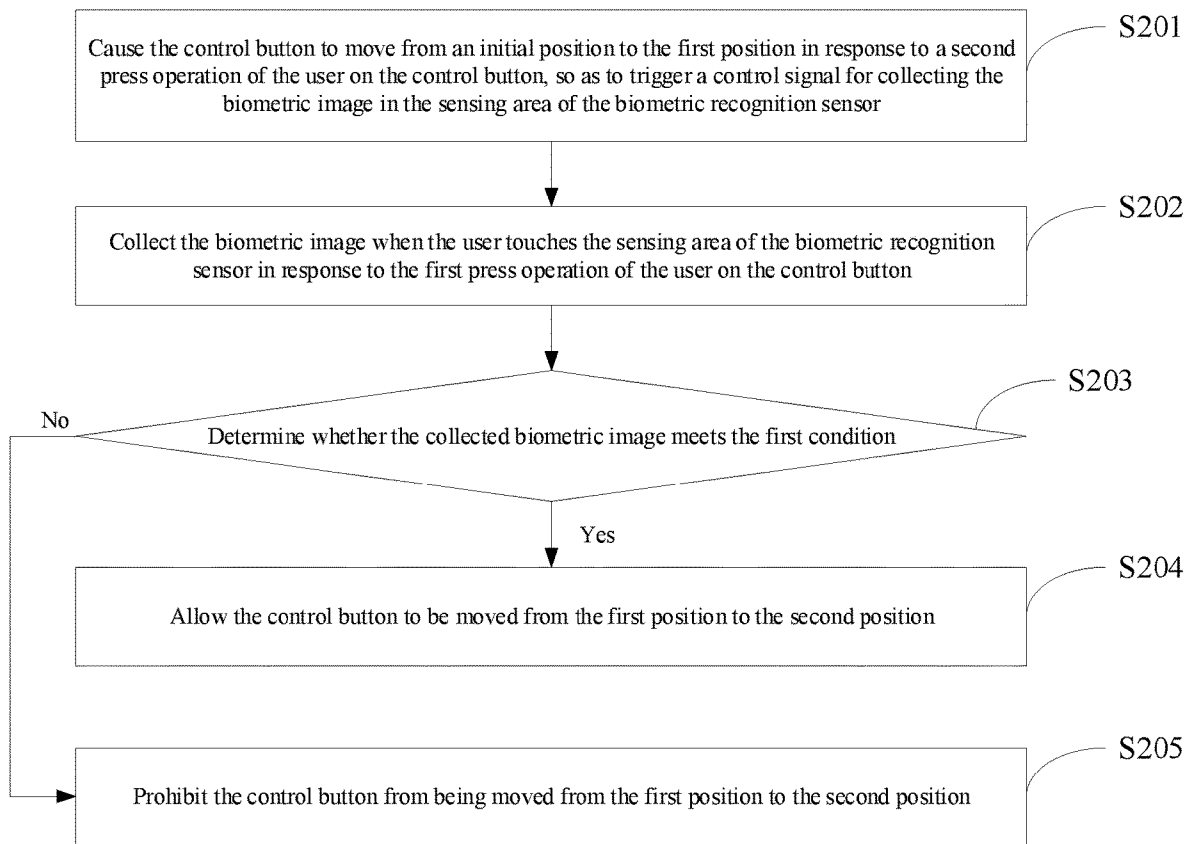 S201
Cause the control button to move from an initial position to the first position in response to a second
press operation of the user on the control button, so as to trigger a control signal for collecting the
biometric image in the sensing area of the biometric recognition sensor
S202
Collect the biometric image when the user touches the sensing area of the biometric recognition
sensor in response to the first press operation of the user on the control button
S203
No
Determine whether the collected biometric image meets the first condition
Yes
S204
Allow the control button to be moved from the first position to the second position
S205
Prohibit the control button from being moved from the first position to the second position